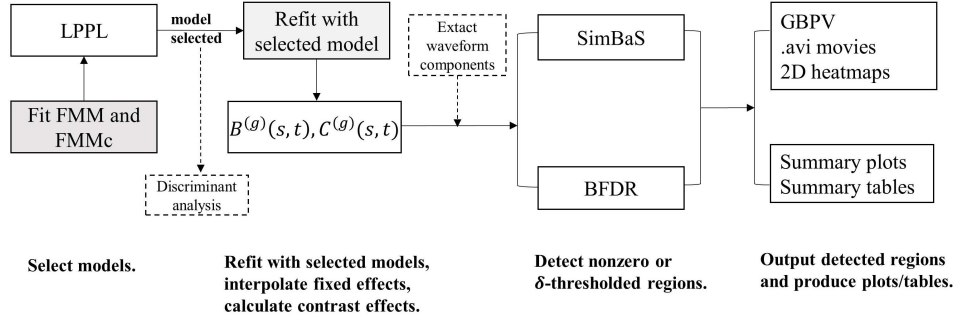 LPPL
model
selected
Refit with
selected model
Extact
waveform
components
SimBaS
GBPV
.avi movies
2D heatmaps
Fit FMM and
FMMc
B^(g)(s, t), C^(g)(s, t)
Discriminant
analysis
BFDR
Summary plots
Summary tables
Select models.
Refit with selected models,
interpolate fixed effects,
calculate contrast effects.
Detect nonzero or
δ-thresholded regions.
Output detected regions
and produce plots/tables.